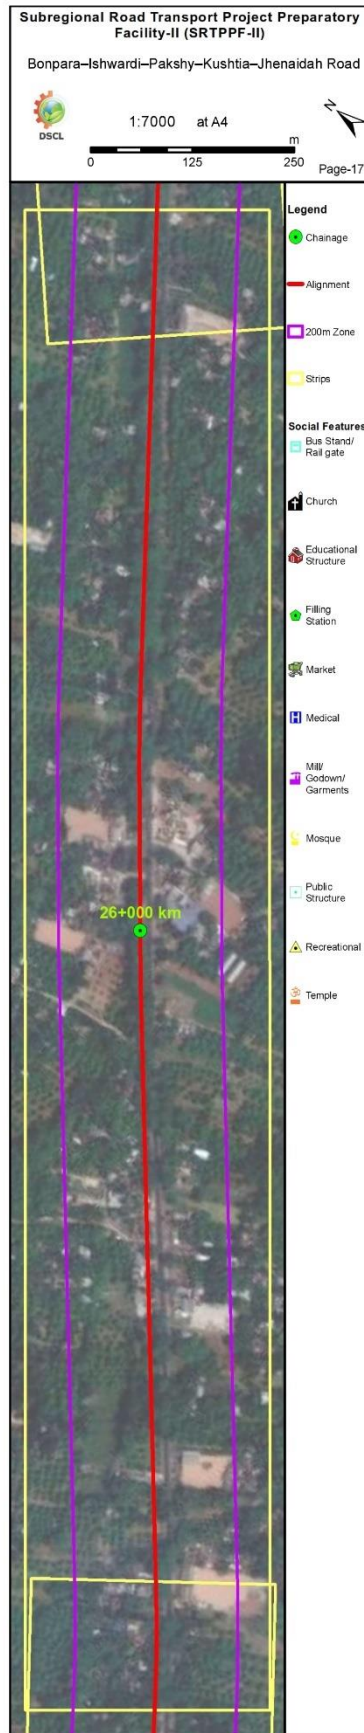 Subregional Road Transport Project Preparatory
Facility-II (SRTPPF-II)
Bonpara–Ishwardi–Pakshy–Kushtia–Jhenaidah Road
N
DSCL
1:7000 at A4
m
0 125 250
Page-17
Legend
Chainage
Alignment
200m Zone
Strips
Social Features
Bus Stand/
Rail gate
Church
Educational
Structure
Filling
Station
Market
H Medical
Mill/
Godown/
Garments
Mosque
Public
Structure
Recreational
Temple
26+000 km